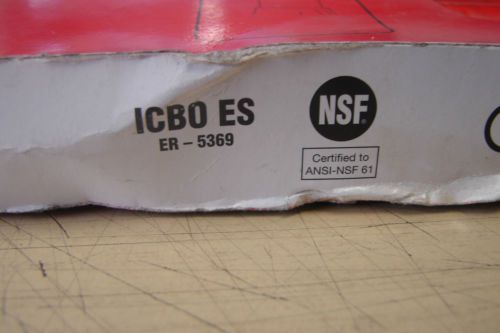 ICBO ES
ER – 5369
NSF
Certified to
ANSI-NSF 61